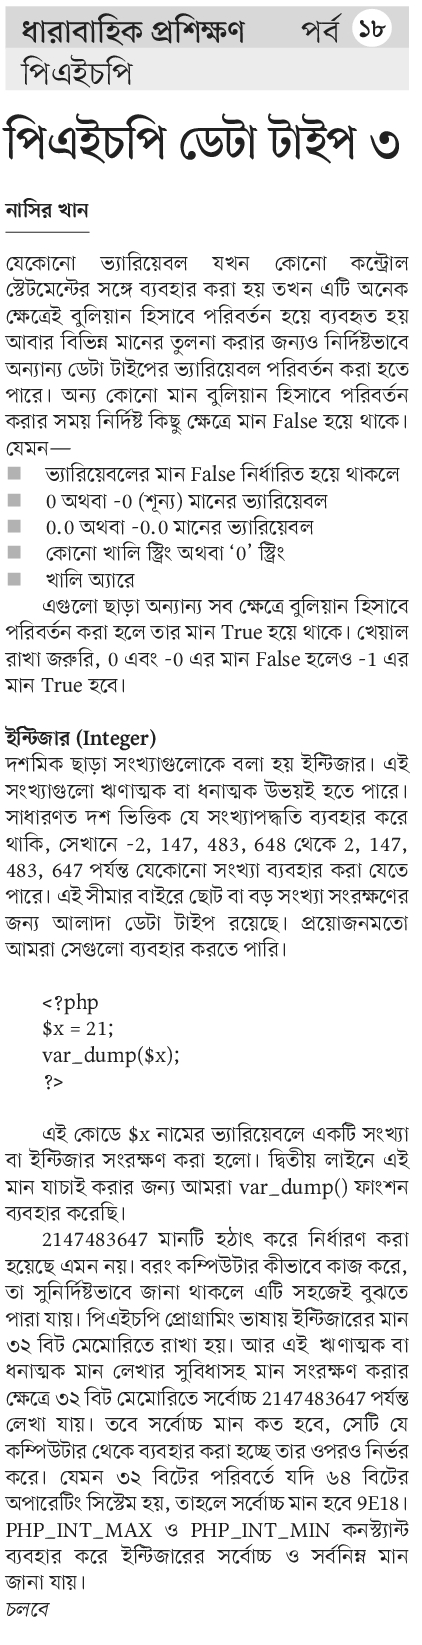 ধারাবাহিক প্রশিক্ষণ পর্ব ১৮
পিএইচপি
পিএইচপি ডেটা টাইপ ৩
নাসির খান
যেকোনো ভ্যারিয়েবল যখন কোনো কন্ট্রোল
স্টেটমেন্টের সঙ্গে ব্যবহার করা হয় তখন এটি অনেক
ক্ষেত্রেই বুলিয়ান হিসাবে পরিবর্তন হয়ে ব্যবহৃত হয়
আবার বিভিন্ন মানের তুলনা করার জন্যও নির্দিষ্টভাবে
অন্যান্য ডেটা টাইপের ভ্যারিয়েবল পরিবর্তন করা হতে
পারে। অন্য কোনো মান বুলিয়ান হিসাবে পরিবর্তন
করার সময় নির্দিষ্ট কিছু ক্ষেত্রে মান False হয়ে থাকে।
যেমন—
■ ভ্যারিয়েবলের মান False নির্ধারিত হয়ে থাকলে
■ 0 অথবা -0 (শূন্য) মানের ভ্যারিয়েবল
■ 0.0 অথবা -0.0 মানের ভ্যারিয়েবল
■ কোনো খালি স্ট্রিং অথবা ‘0’ স্ট্রিং
■ খালি অ্যারে
এগুলো ছাড়া অন্যান্য সব ক্ষেত্রে বুলিয়ান হিসাবে
পরিবর্তন করা হলে তার মান True হয়ে থাকে। খেয়াল
রাখা জরুরি, 0 এবং -0 এর মান False হলেও -1 এর
মান True হবে।
ইন্টিজার (Integer)
দশমিক ছাড়া সংখ্যাগুলোকে বলা হয় ইন্টিজার। এই
সংখ্যাগুলো ঋণাত্মক বা ধনাত্মক উভয়ই হতে পারে।
সাধারণত দশ ভিত্তিক যে সংখ্যাপদ্ধতি ব্যবহার করে
থাকি, সেখানে -2, 147, 483, 648 থেকে 2, 147,
483, 647 পর্যন্ত যেকোনো সংখ্যা ব্যবহার করা যেতে
পারে। এই সীমার বাইরে ছোট বা বড় সংখ্যা সংরক্ষণের
জন্য আলাদা ডেটা টাইপ রয়েছে। প্রয়োজনমতো
আমরা সেগুলো ব্যবহার করতে পারি।
<?php
$x = 21;
var_dump($x);
?>
এই কোডে $x নামের ভ্যারিয়েবলে একটি সংখ্যা
বা ইন্টিজার সংরক্ষণ করা হলো। দ্বিতীয় লাইনে এই
মান যাচাই করার জন্য আমরা var_dump() ফাংশন
ব্যবহার করেছি।
2147483647 মানটি হঠাৎ করে নির্ধারণ করা
হয়েছে এমন নয়। বরং কম্পিউটার কীভাবে কাজ করে,
তা সুনির্দিষ্টভাবে জানা থাকলে এটি সহজেই বুঝতে
পারা যায়। পিএইচপি প্রোগ্রামিং ভাষায় ইন্টিজারের মান
৩২ বিট মেমোরিতে রাখা হয়। আর এই ঋণাত্মক বা
ধনাত্মক মান লেখার সুবিধাসহ মান সংরক্ষণ করার
ক্ষেত্রে ৩২ বিট মেমোরিতে সর্বোচ্চ 2147483647 পর্যন্ত
লেখা যায়। তবে সর্বোচ্চ মান কত হবে, সেটি যে
কম্পিউটার থেকে ব্যবহার করা হচ্ছে তার ওপরও নির্ভর
করে। যেমন ৩২ বিটের পরিবর্তে যদি ৬৪ বিটের
অপারেটিং সিস্টেম হয়, তাহলে সর্বোচ্চ মান হবে 9E18।
PHP_INT_MAX ও PHP_INT_MIN কনস্ট্যান্ট
ব্যবহার করে ইন্টিজারের সর্বোচ্চ ও সর্বনিম্ন মান
জানা যায়।
চলবে